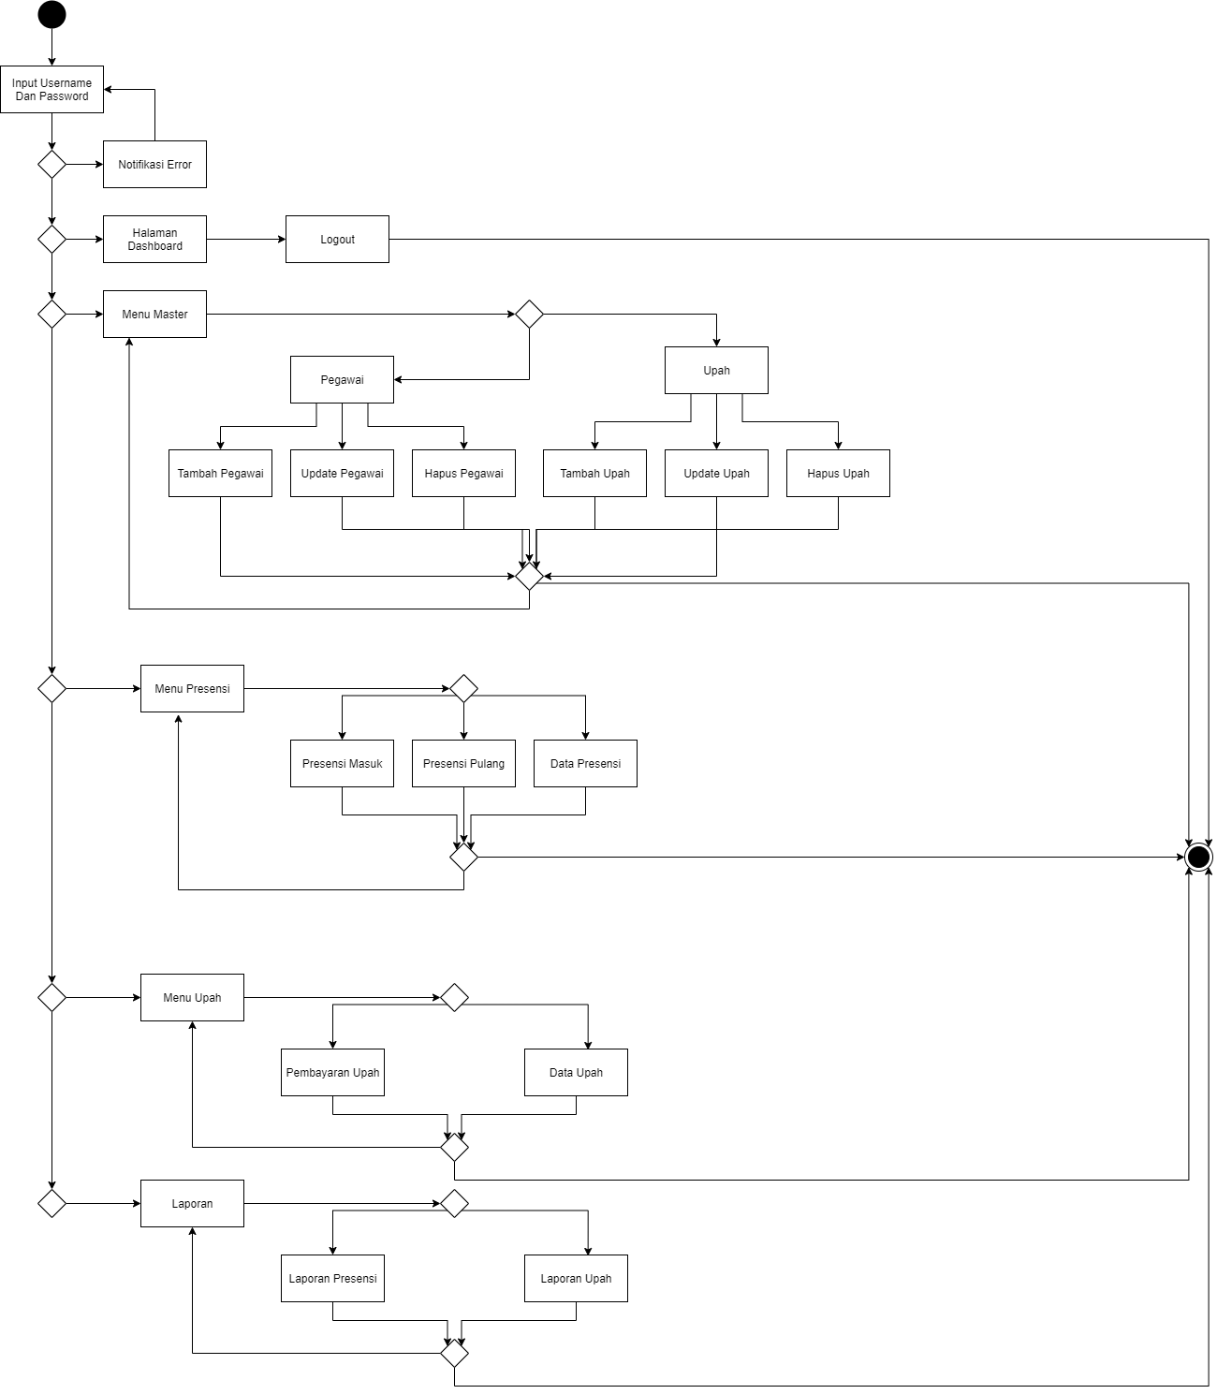 Input Username
Dan Password
Notifikasi Error
Halaman
Dashboard
Logout
Menu Master
Pegawai
Upah
Tambah Pegawai
Update Pegawai
Hapus Pegawai
Tambah Upah
Update Upah
Hapus Upah
Menu Presensi
Presensi Masuk
Presensi Pulang
Data Presensi
Menu Upah
Pembayaran Upah
Data Upah
Laporan
Laporan Presensi
Laporan Upah